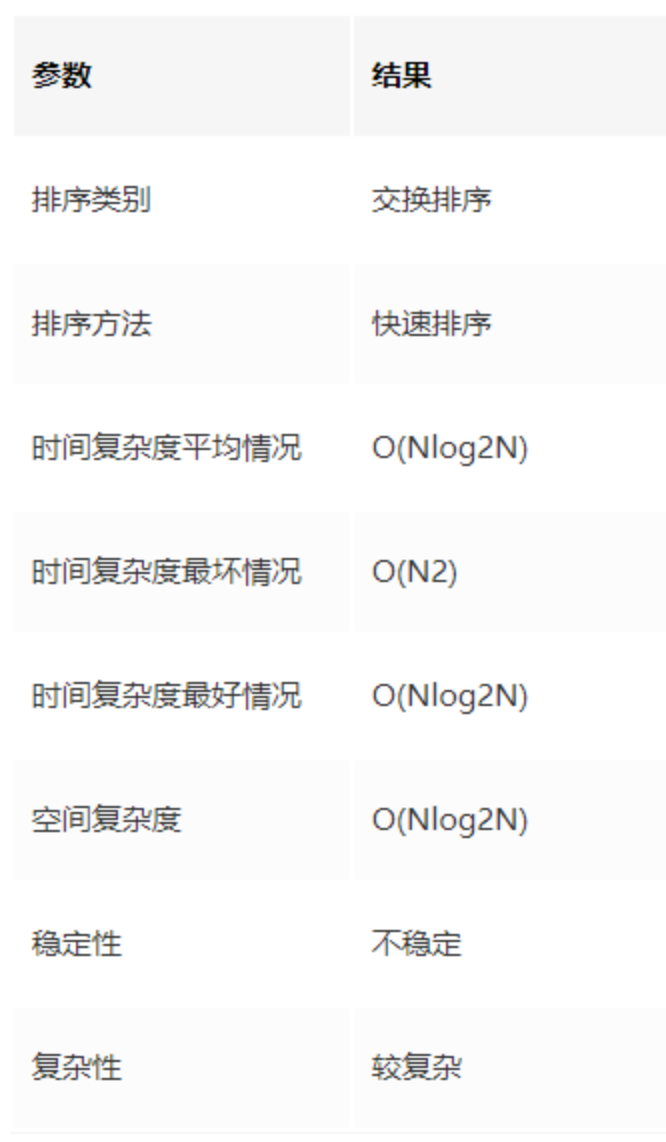 参数 结果
排序类别 交换排序
排序方法 快速排序
时间复杂度平均情况 O(Nlog2N)
时间复杂度最坏情况 O(N2)
时间复杂度最好情况 O(Nlog2N)
空间复杂度 O(Nlog2N)
稳定性 不稳定
复杂性 较复杂